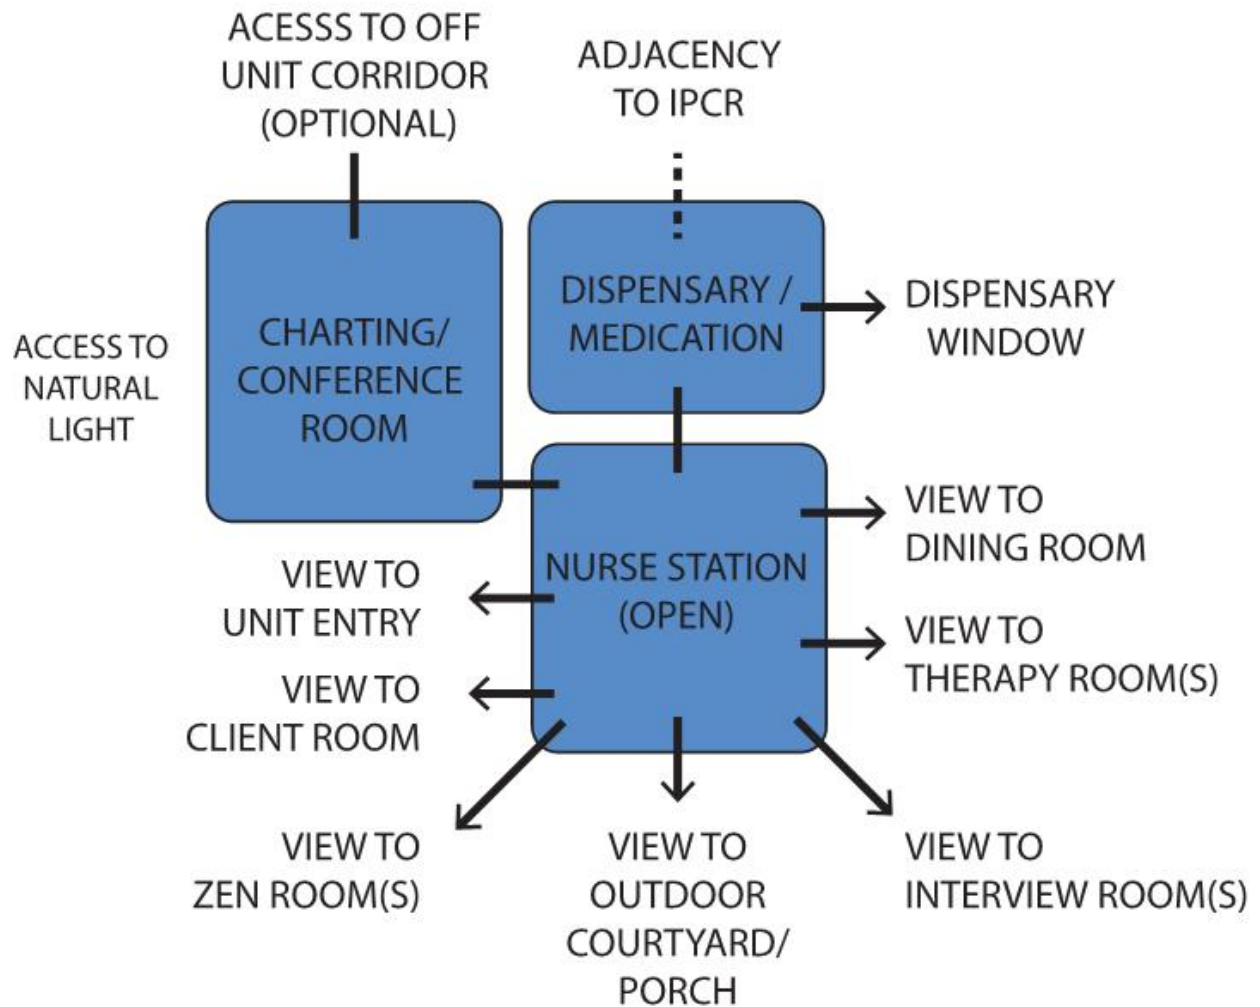 ACESSS TO OFF
UNIT CORRIDOR
(OPTIONAL)
ADJACENCY
TO IPCR
ACCESS TO
NATURAL
LIGHT
CHARTING/
CONFERENCE
ROOM
DISPENSARY /
MEDICATION
DISPENSARY
WINDOW
NURSE STATION
(OPEN)
VIEW TO
DINING ROOM
VIEW TO
UNIT ENTRY
VIEW TO
THERAPY ROOM(S)
VIEW TO
CLIENT ROOM
VIEW TO
ZEN ROOM(S)
VIEW TO
OUTDOOR
COURTYARD/
PORCH
VIEW TO
INTERVIEW ROOM(S)